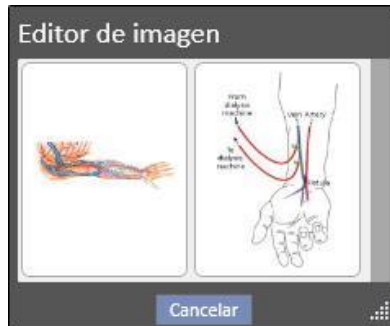 Editor de imagen
From
dialysis
machine
Vein Artery
To
dialysis
machine
Fistula
Cancelar